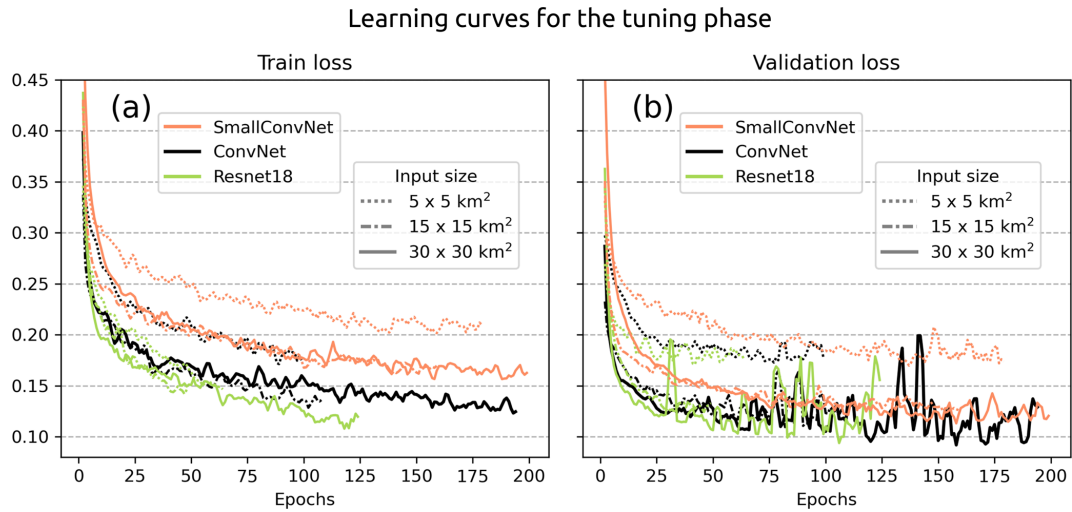 Learning curves for the tuning phase
Train loss
(a)
SmallConvNet
ConvNet
Resnet18
Input size
5 x 5 km²
15 x 15 km²
30 x 30 km²
0.45
0.40
0.35
0.30
0.25
0.20
0.15
0.10
0 25 50 75 100 125 150 175 200
Epochs
Validation loss
(b)
SmallConvNet
ConvNet
Resnet18
Input size
5 x 5 km²
15 x 15 km²
30 x 30 km²
0 25 50 75 100 125 150 175 200
Epochs